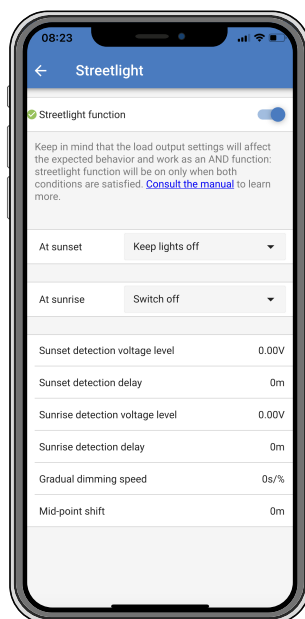 08:23
Streetlight
Streetlight function
Keep in mind that the load output settings will affect
the expected behavior and work as an AND function:
streetlight function will be on only when both
conditions are satisfied. Consult the manual to learn
more.
At sunset Keep lights off
At sunrise Switch off
Sunset detection voltage level 0.00V
Sunset detection delay 0m
Sunrise detection voltage level 0.00V
Sunrise detection delay 0m
Gradual dimming speed 0s/%
Mid-point shift 0m